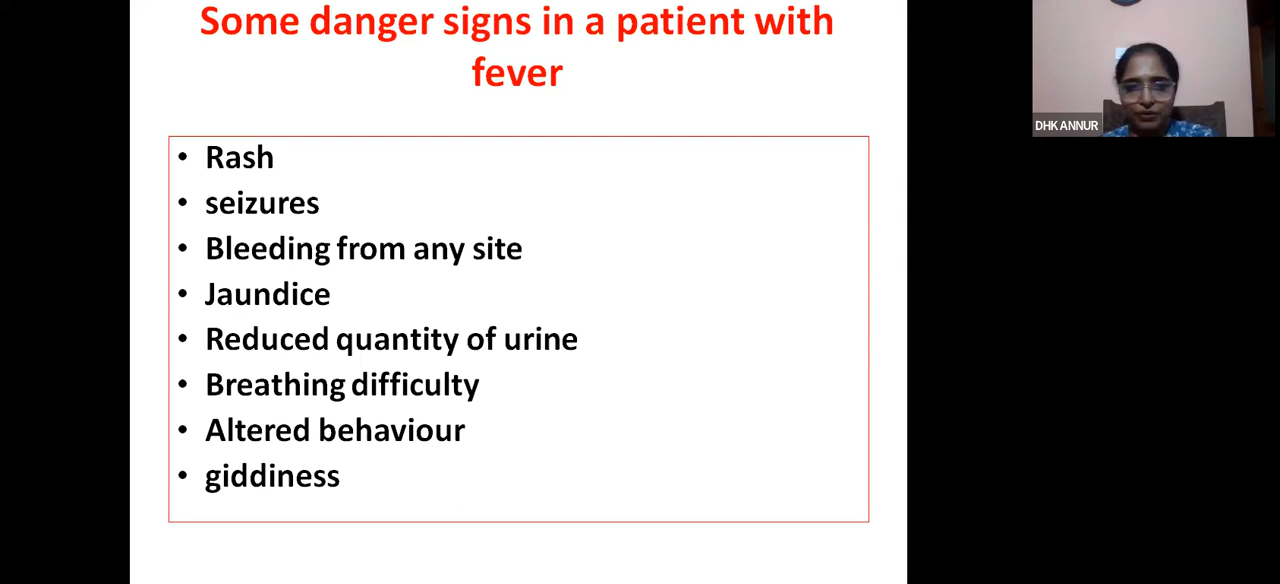 Some danger signs in a patient with
fever
• Rash
• seizures
• Bleeding from any site
• Jaundice
• Reduced quantity of urine
• Breathing difficulty
• Altered behaviour
• giddiness
DHK ANNUR